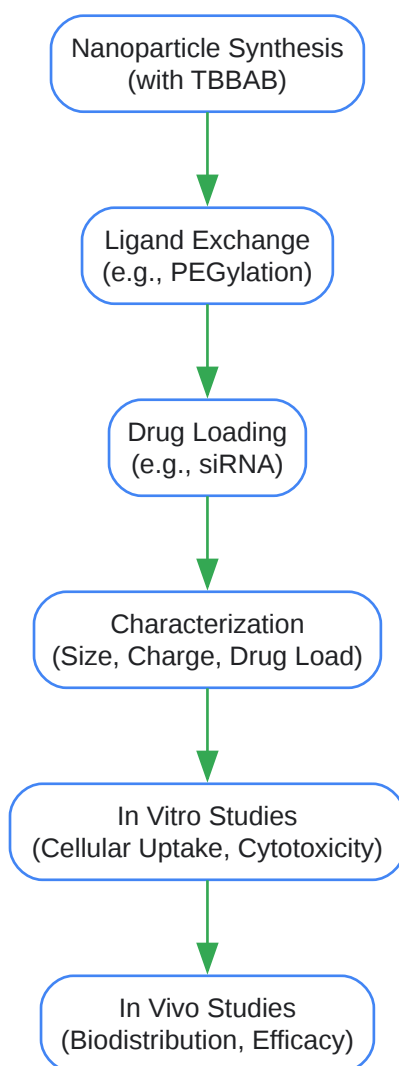 Nanoparticle Synthesis
(with TBBAB)
Ligand Exchange
(e.g., PEGylation)
Drug Loading
(e.g., siRNA)
Characterization
(Size, Charge, Drug Load)
In Vitro Studies
(Cellular Uptake, Cytotoxicity)
In Vivo Studies
(Biodistribution, Efficacy)